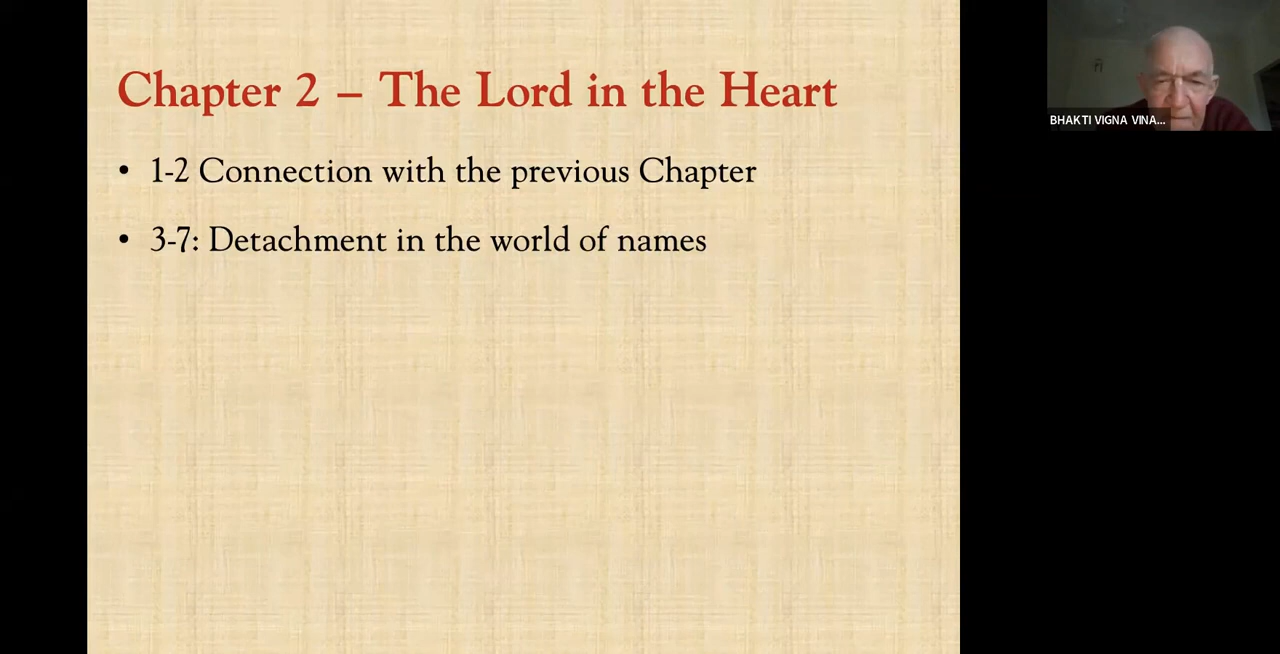 Chapter 2 – The Lord in the Heart
• 1-2 Connection with the previous Chapter
• 3-7: Detachment in the world of names
BHAKTI VIGNA VINA...